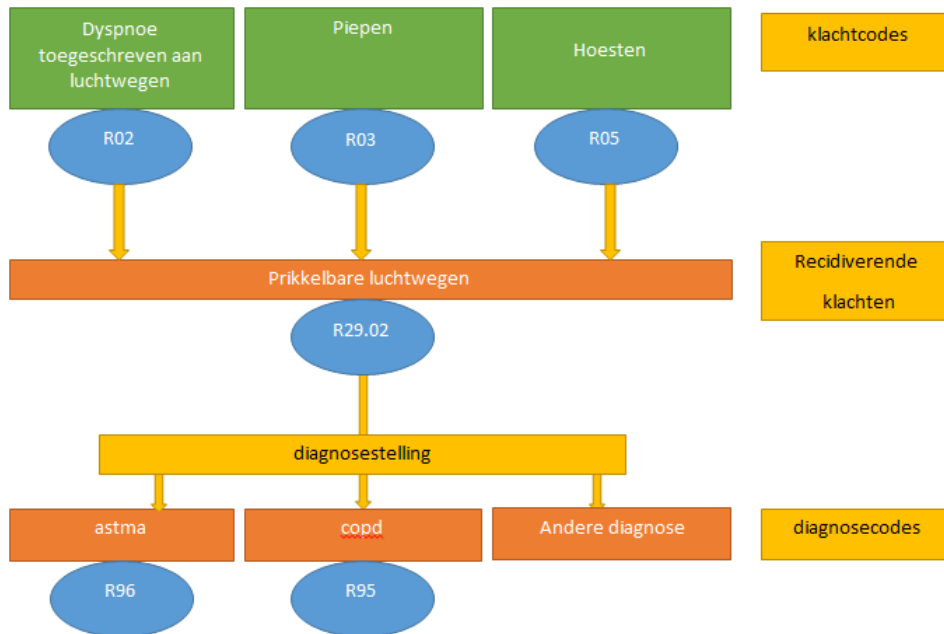 Dyspnoe
toegeschreven aan
luchtwegen
Piepen
Hoesten
klachtcodes
R02
R03
R05
Prikkelbare luchtwegen
Recidiverende
klachten
R29.02
diagnosestelling
astma
copd
Andere diagnose
diagnosecodes
R96
R95